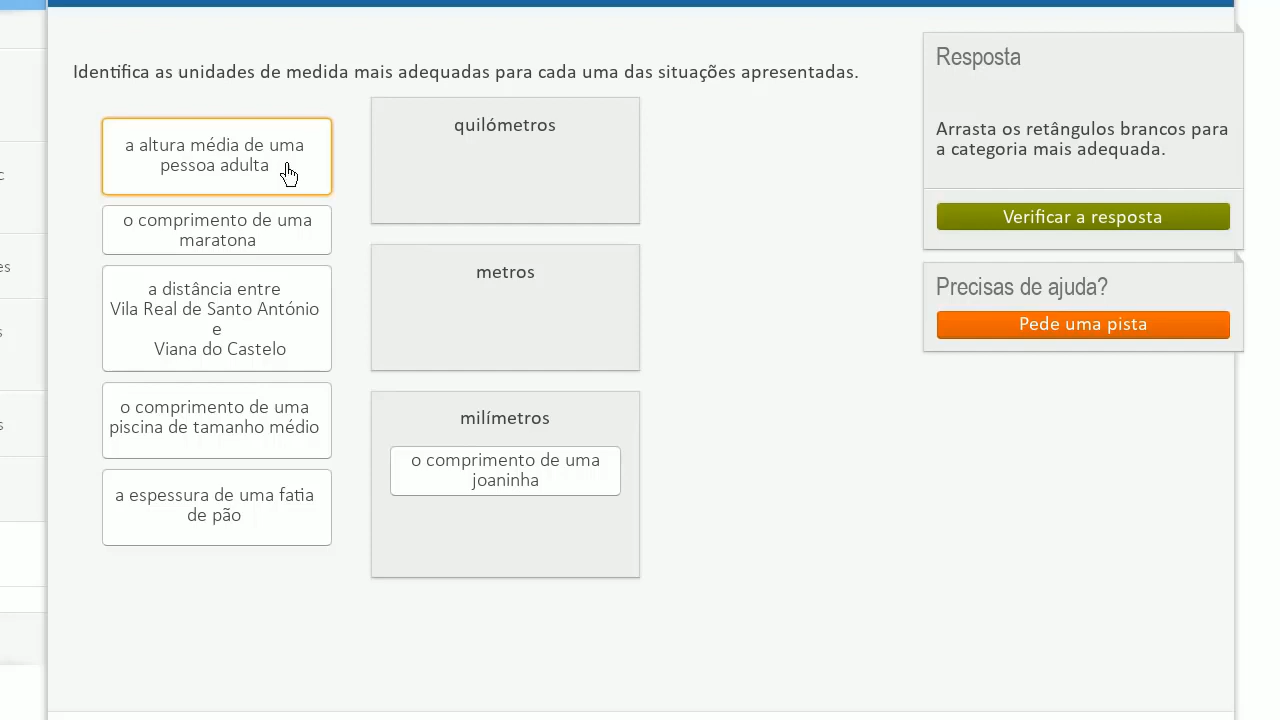 Identifica as unidades de medida mais adequadas para cada uma das situações apresentadas.
a altura média de uma
pessoa adulta
o comprimento de uma
maratona
a distância entre
Vila Real de Santo António
e
Viana do Castelo
o comprimento de uma
piscina de tamanho médio
a espessura de uma fatia
de pão
quilómetros
metros
milímetros
o comprimento de uma
joaninha
Resposta
Arrasta os retângulos brancos para
a categoria mais adequada.
Verificar a resposta
Precisas de ajuda?
Pede uma pista
c
es
s
s